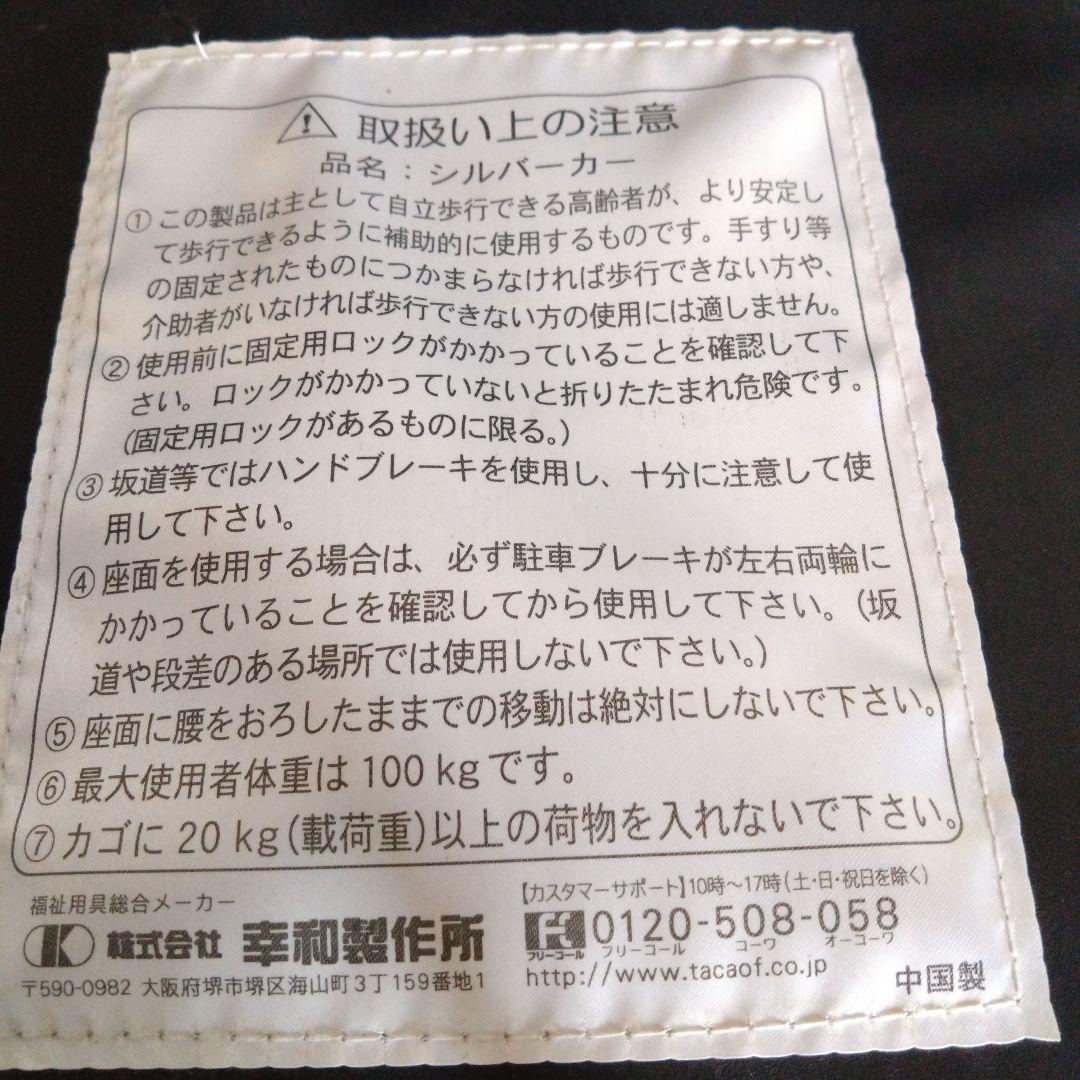 取扱い上の注意
品名：シルバーカー
①この製品は主として自立歩行できる高齢者が、より安定し
て歩行できるように補助的に使用するものです。手すり等
の固定されたものにつかまらなければ歩行できない方や、
介助者がいなければ歩行できない方の使用には適しません。
②使用前に固定用ロックがかかっていることを確認して下
さい。ロックがかかっていないと折りたたまれ危険です。
(固定用ロックがあるものに限る。)
③坂道等ではハンドブレーキを使用し、十分に注意して使
用して下さい。
④座面を使用する場合は、必ず駐車ブレーキが左右両輪に
かかっていることを確認してから使用して下さい。(坂
道や段差のある場所では使用しないで下さい。)
⑤座面に腰をおろしたままでの移動は絶対にしないで下さい。
⑥最大使用者体重は100kgです。
⑦カゴに20kg(載荷重)以上の荷物を入れないで下さい。
福祉用具総合メーカー
K 株式会社 幸和製作所
〒590-0982 大阪府堺市堺区海山町3丁159番地1
【カスタマーサポート】10時～17時(土・日・祝日を除く)
フリーコール 0120-508-058
フリーコール コーワ オーコーワ
http://www.tacaof.co.jp
中国製